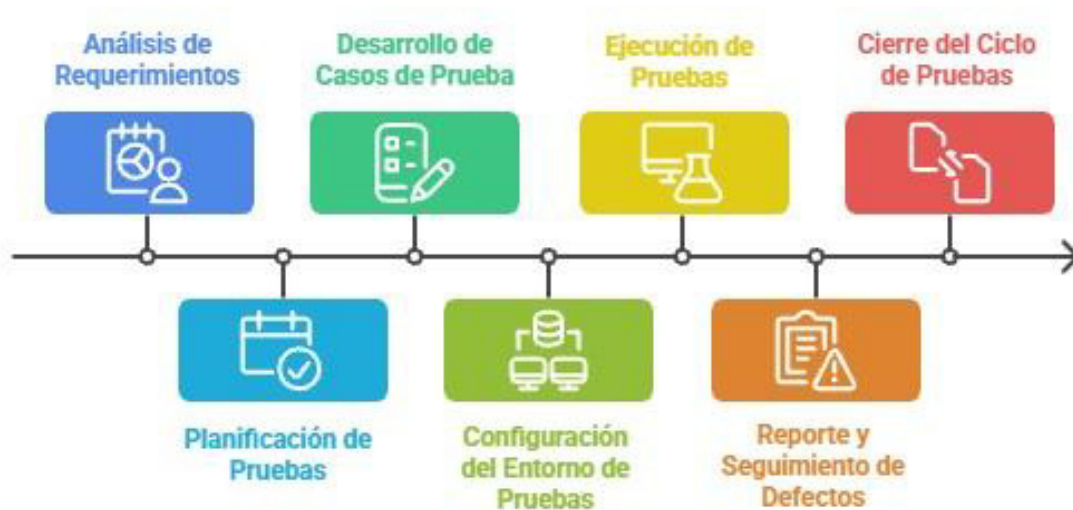 Análisis de
Requerimientos
Desarrollo de
Casos de Prueba
Ejecución de
Pruebas
Cierre del Ciclo
de Pruebas
Planificación de
Pruebas
Configuración
del Entorno de
Pruebas
Reporte y
Seguimiento de
Defectos